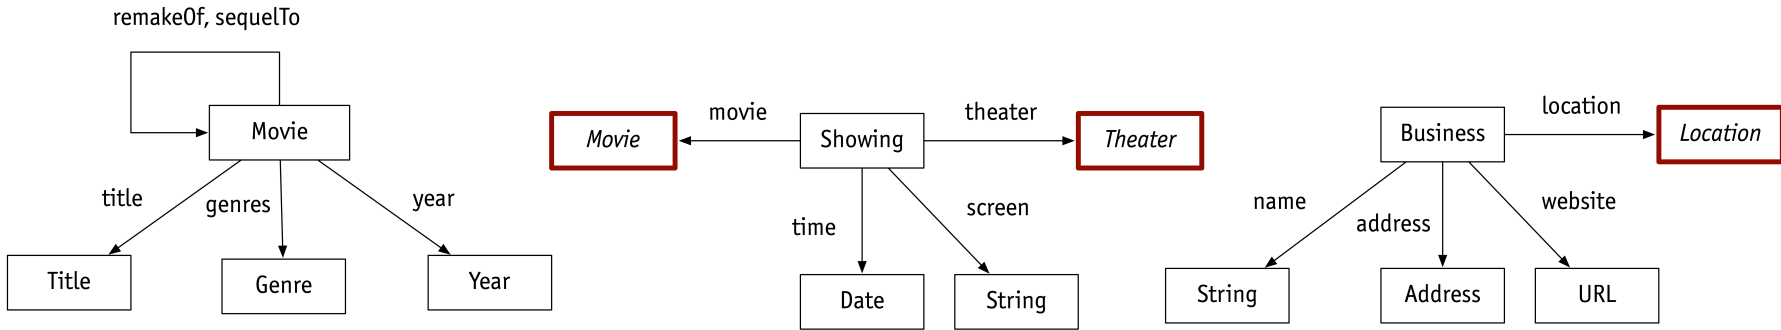 remakeOf, sequelTo
Movie
title
genres
year
Title
Genre
Year
movie
theater
Movie
Showing
Theater
time
screen
Date
String
location
Business
Location
name
address
website
String
Address
URL